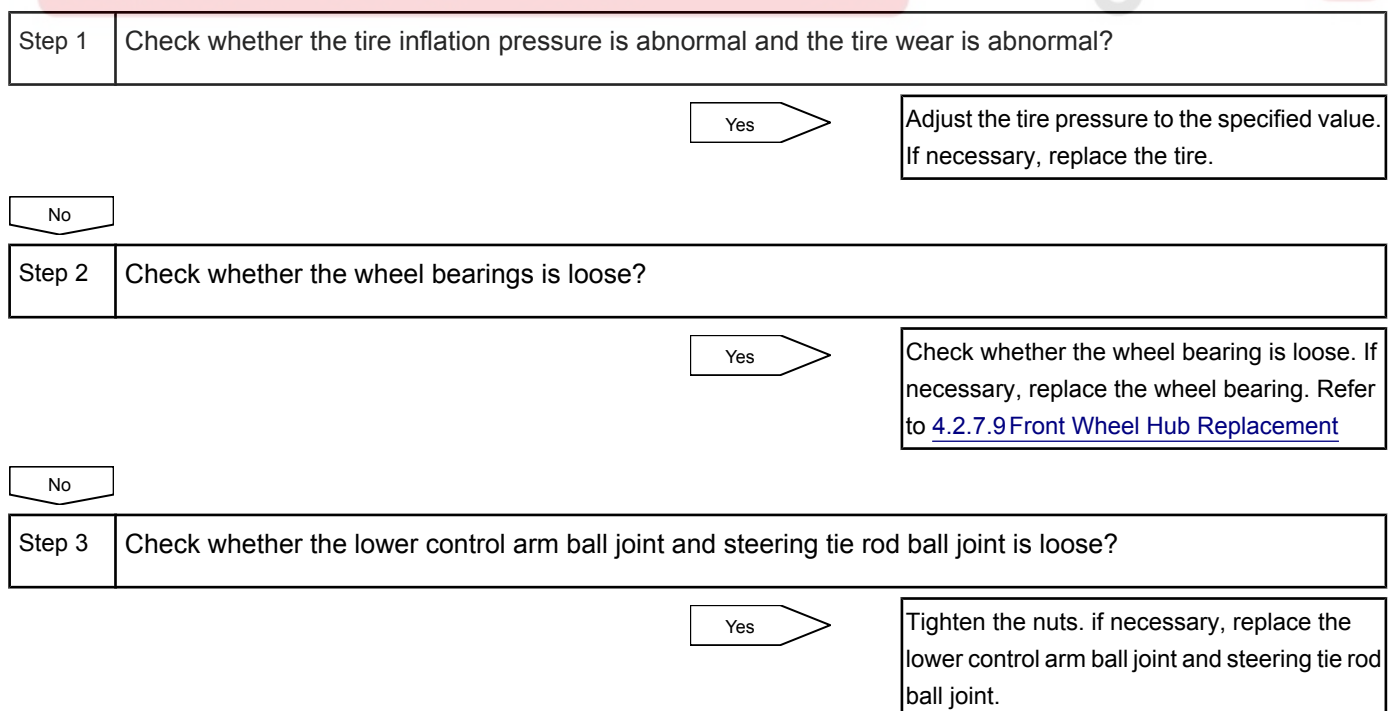 Step 1
Check whether the tire inflation pressure is abnormal and the tire wear is abnormal?
Yes
Adjust the tire pressure to the specified value.
If necessary, replace the tire.
No
Step 2
Check whether the wheel bearings is loose?
Yes
Check whether the wheel bearing is loose. If
necessary, replace the wheel bearing. Refer
to 4.2.7.9 Front Wheel Hub Replacement
No
Step 3
Check whether the lower control arm ball joint and steering tie rod ball joint is loose?
Yes
Tighten the nuts. if necessary, replace the
lower control arm ball joint and steering tie rod
ball joint.